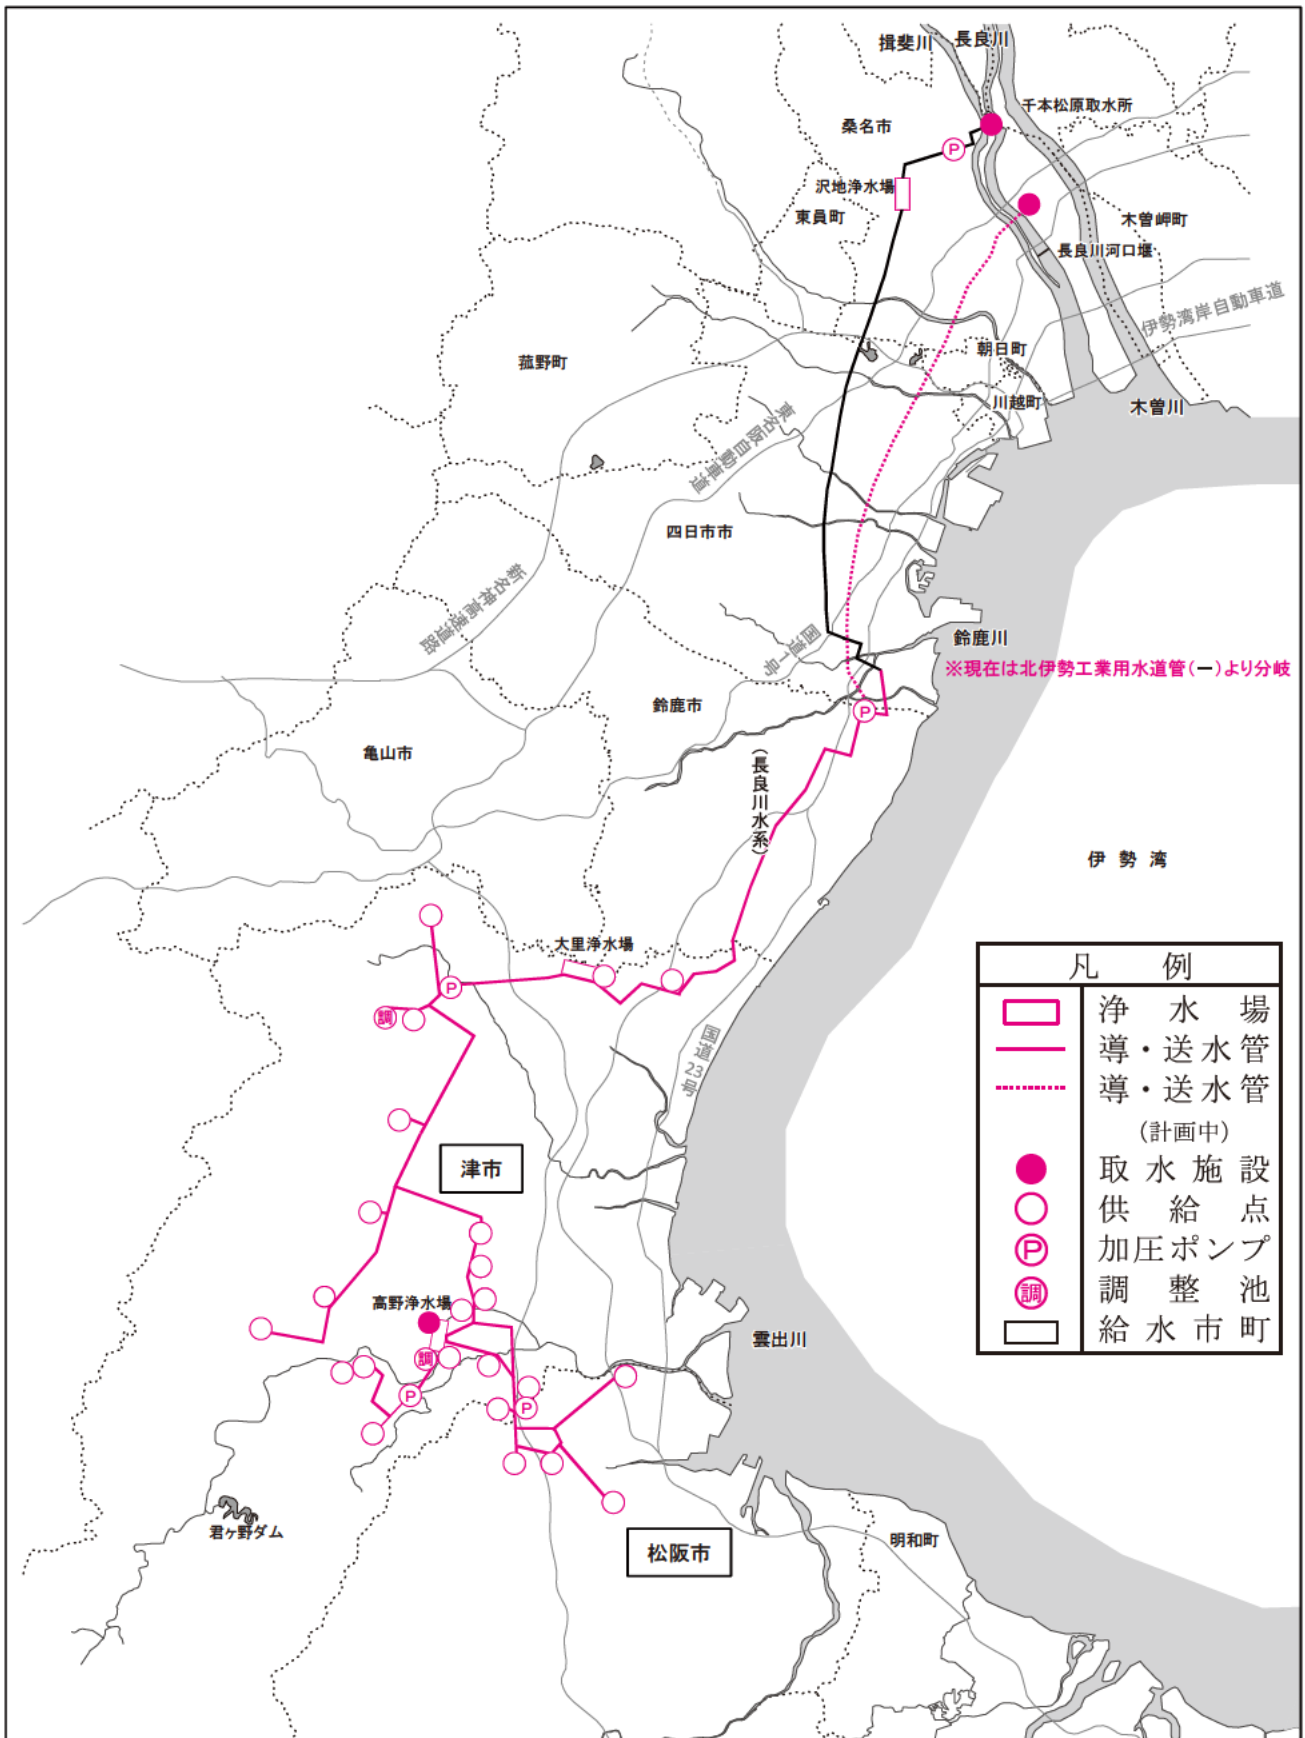 揖斐川
長良川
千本松原取水所
桑名市
P
沢地浄水場
東員町
木曽岬町
長良川河口堰
伊勢湾岸自動車道
朝日町
菰野町
川越町
木曽川
東名阪自動車道
四日市市
新名神高速道路
国道1号
鈴鹿川
※現在は北伊勢工業用水道管(ー)より分岐
鈴鹿市
P
亀山市
(長良川水系)
伊勢湾
大里浄水場
P
調
国道23号
津市
高野浄水場
雲出川
調
P
P
君ヶ野ダム
松阪市
明和町
凡例
浄水場
導・送水管
導・送水管
(計画中)
取水施設
供給点
P 加圧ポンプ
調 調整池
給水市町